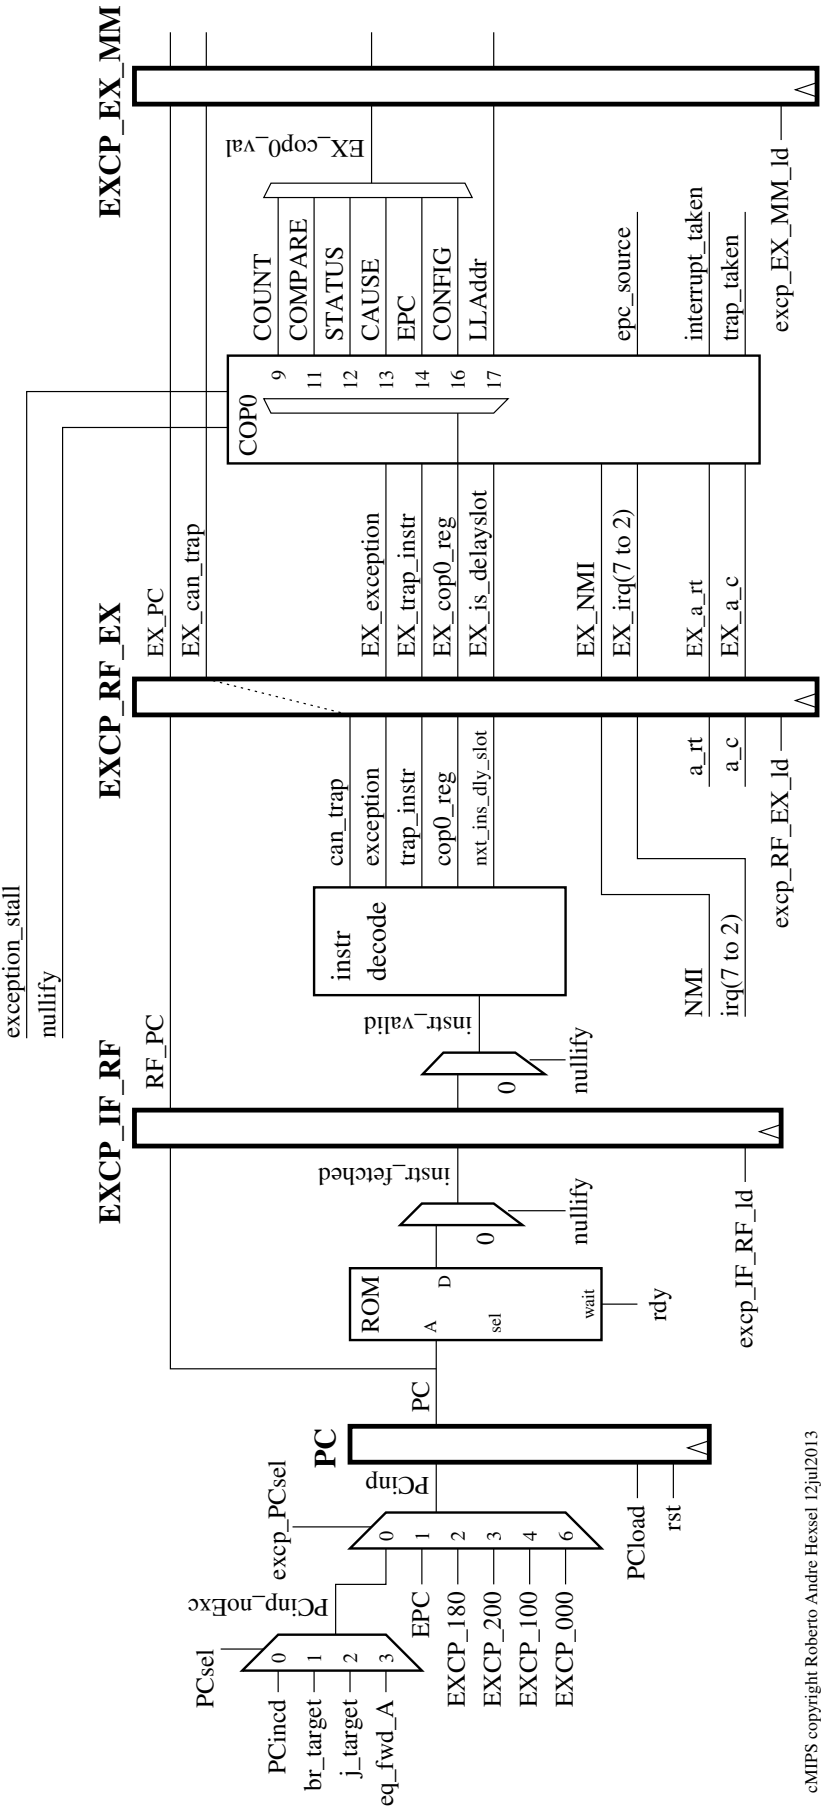 exception_stall
nullify
EXCP_IF_RF
EXCP_RF_EX
EXCP_EX_MM
RF_PC
EX_PC
EX_can_trap
PCsel
PCincd
br_target
j_target
eq_fwd_A
0
1
2
3
PCinp_noExc
excp_PCsel
EPC
EXCP_180
EXCP_200
EXCP_100
EXCP_000
0
1
2
3
4
6
PCinp
PC
PCload
rst
PC
ROM
A
D
sel
wait
rdy
0
nullify
instr_fetched
excp_IF_RF_ld
0
nullify
instr_valid
instr
decode
can_trap
exception
trap_instr
cop0_reg
nxt_ins_dly_slot
NMI
irq(7 to 2)
a_rt
a_c
excp_RF_EX_ld
EX_exception
EX_trap_instr
EX_cop0_reg
EX_is_delayslot
EX_NMI
EX_irq(7 to 2)
EX_a_rt
EX_a_c
COP0
9
11
12
13
14
16
17
COUNT
COMPARE
STATUS
CAUSE
EPC
CONFIG
LLAddr
epc_source
interrupt_taken
trap_taken
EX_cop0_val
excp_EX_MM_ld
cMIPS copyright Roberto Andre Hexsel 12jul2013